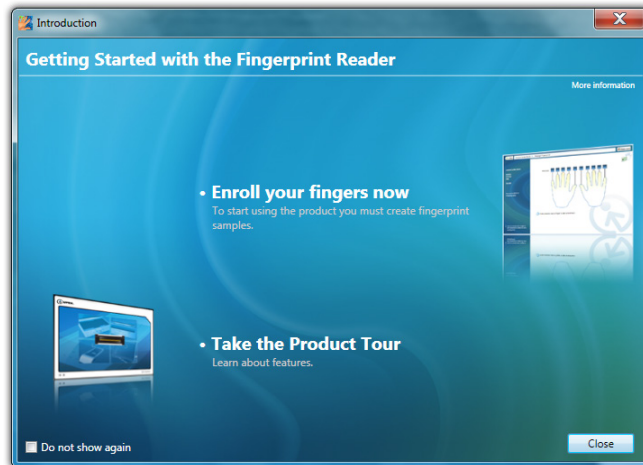 Introduction
Getting Started with the Fingerprint Reader
More information
• Enroll your fingers now
To start using the product you must create fingerprint
samples.
• Take the Product Tour
Learn about features.
Do not show again
Close